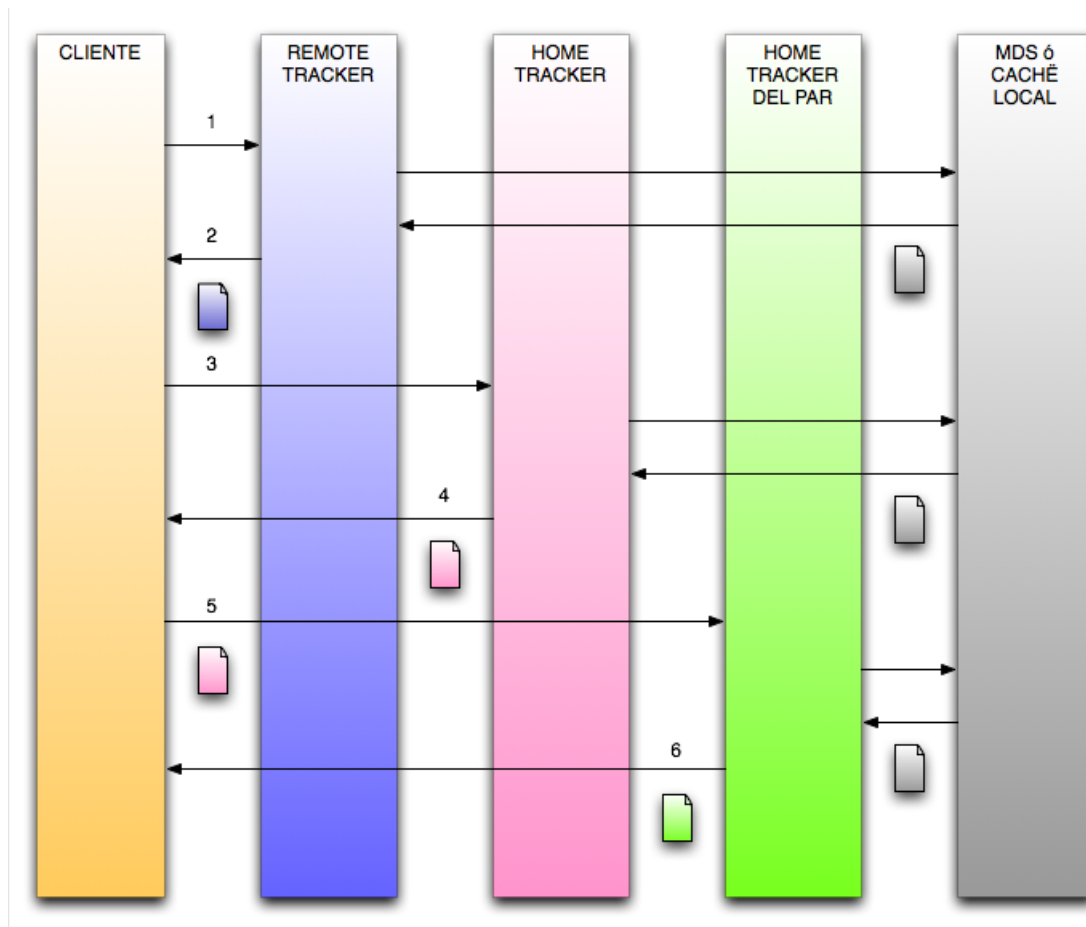 CLIENTE
REMOTE
TRACKER
HOME
TRACKER
HOME
TRACKER
DEL PAR
MDS ó
CACHË
LOCAL
1
2
3
4
5
6